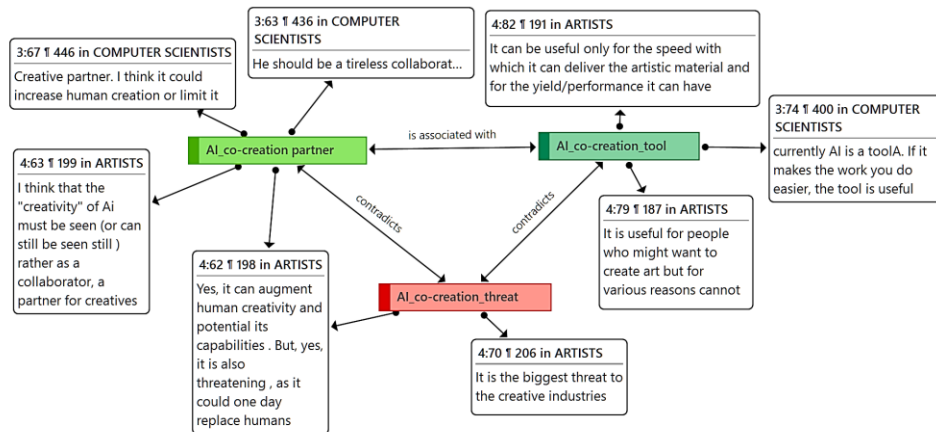 3:67 ¶ 446 in COMPUTER SCIENTISTS
Creative partner. I think it could
increase human creation or limit it
3:63 ¶ 436 in COMPUTER
SCIENTISTS
He should be a tireless collaborat...
4:82 ¶ 191 in ARTISTS
It can be useful only for the speed with
which it can deliver the artistic material and
for the yield/performance it can have
3:74 ¶ 400 in COMPUTER
SCIENTISTS
currently AI is a toolA. If it
makes the work you do
easier, the tool is useful
AI_co-creation partner
is associated with
AI_co-creation_tool
4:63 ¶ 199 in ARTISTS
I think that the
"creativity" of Ai
must be seen (or can
still be seen still )
rather as a
collaborator, a
partner for creatives
contradicts
contradicts
4:79 ¶ 187 in ARTISTS
It is useful for people
who might want to
create art but for
various reasons cannot
4:62 ¶ 198 in ARTISTS
Yes, it can augment
human creativity and
potential its
capabilities . But, yes,
it is also
threatening , as it
could one day
replace humans
AI_co-creation_threat
4:70 ¶ 206 in ARTISTS
It is the biggest threat to
the creative industries